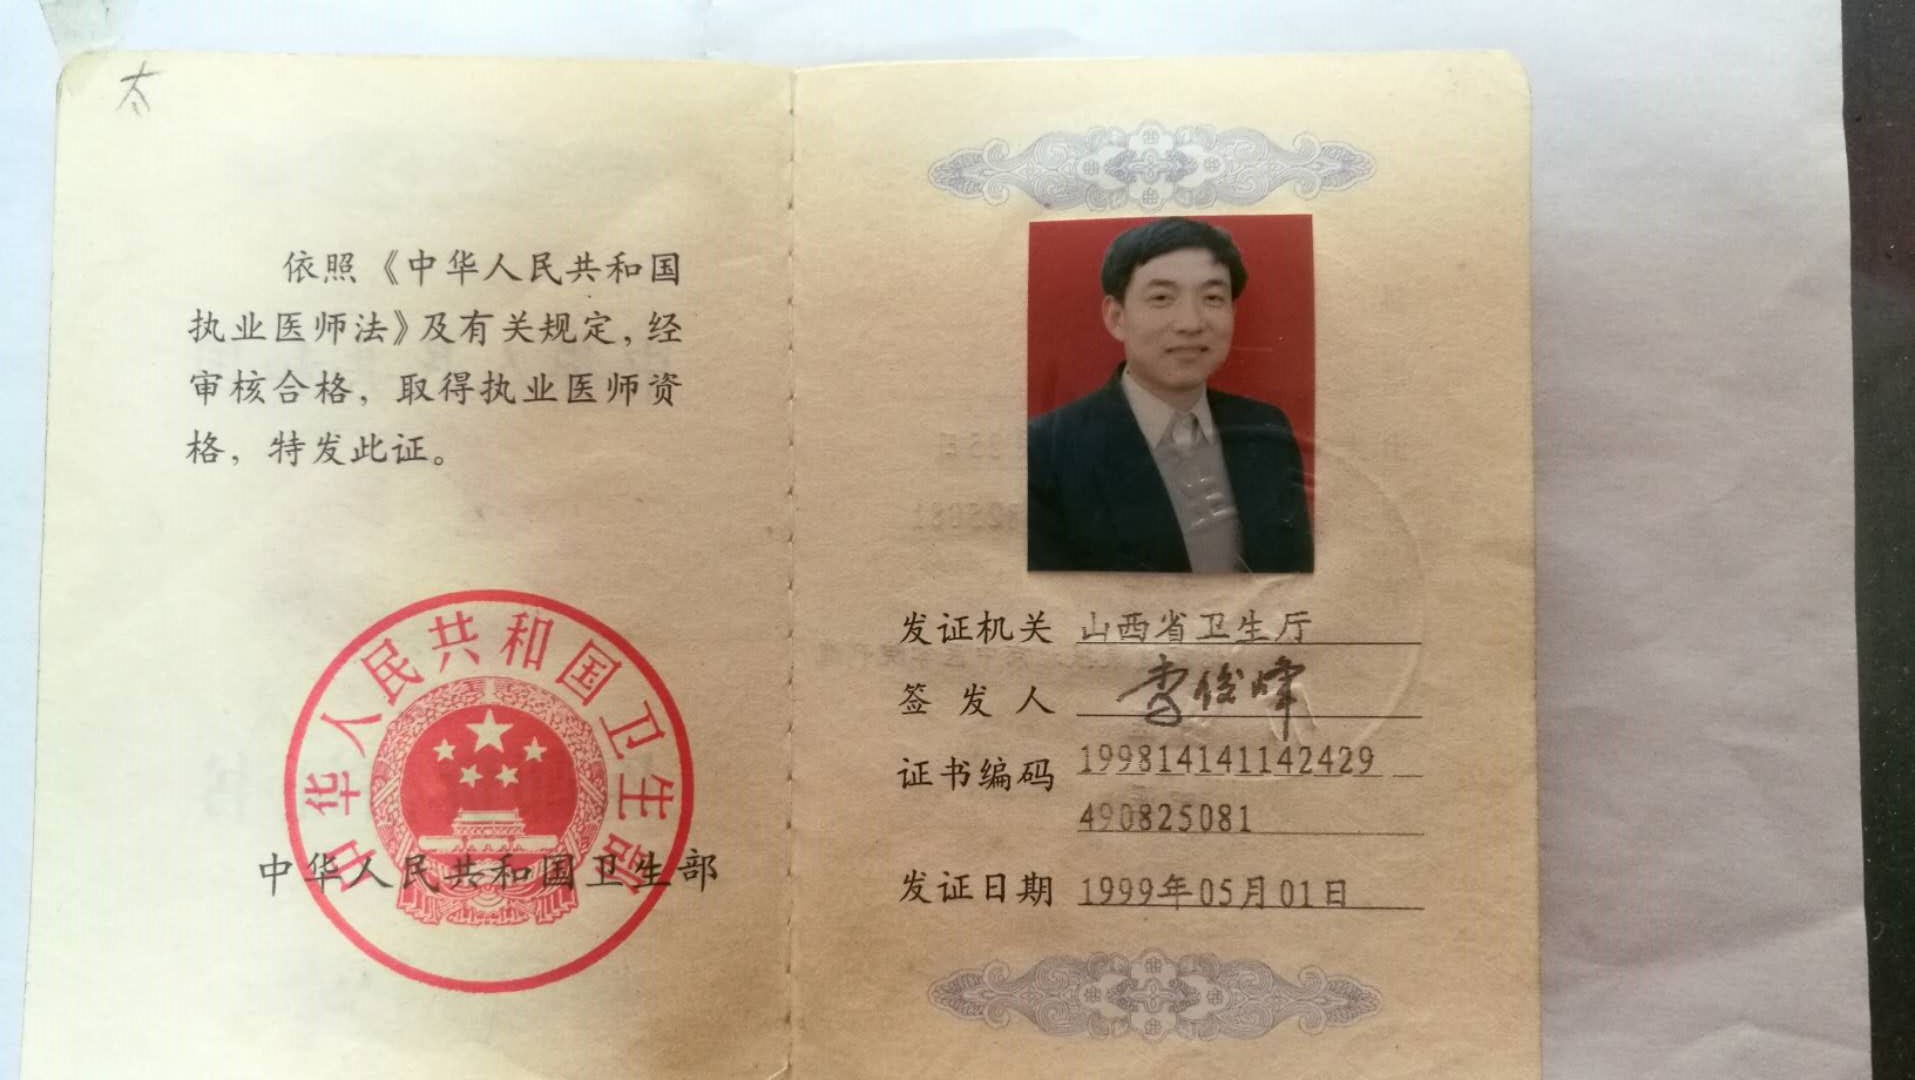 太
依照《中华人民共和国
执业医师法》及有关规定，经
审核合格，取得执业医师资
格，特发此证。
中华人民共和国卫生部
中华人民共和国卫生部
发证机关 山西省卫生厅
签发人 李俊峰
证书编码 199814141142429
490825081
发证日期 1999年05月01日